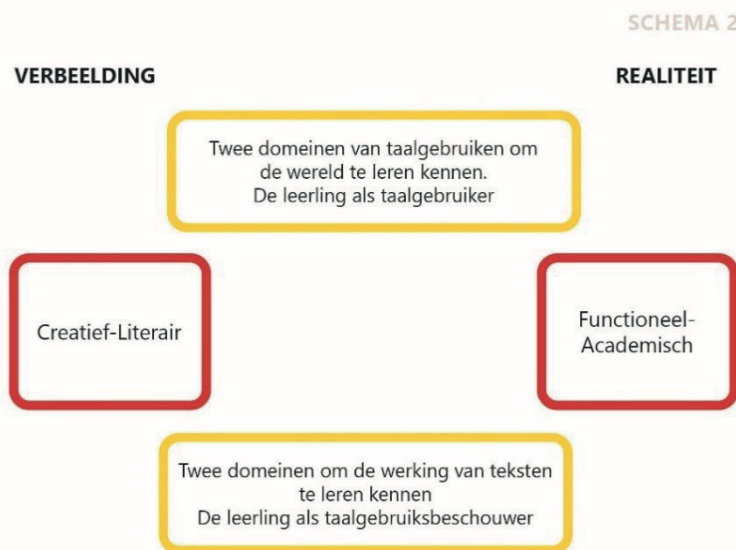 SCHEMA 2
VERBEELDING
REALITEIT
Twee domeinen van taalgebruiken om
de wereld te leren kennen.
De leerling als taalgebruiker
Creatief-Literair
Functioneel-
Academisch
Twee domeinen om de werking van teksten
te leren kennen
De leerling als taalgebruiksbeschouwer